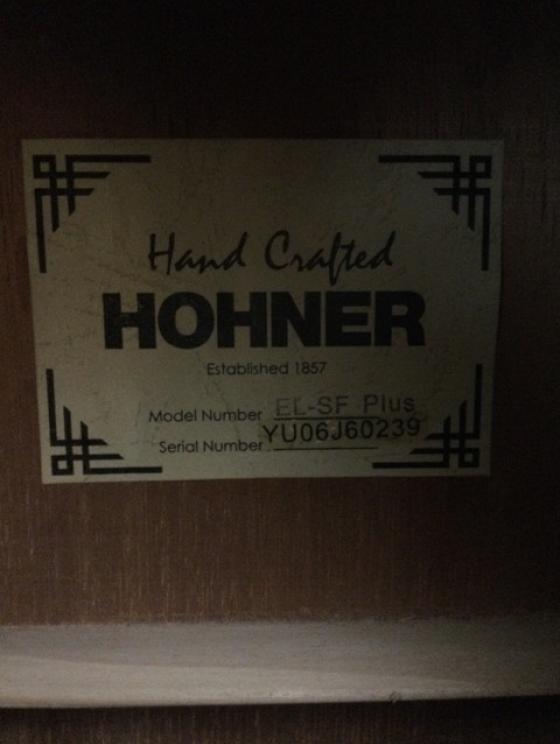 Hand Crafted
HOHNER
Established 1857
Model Number EL-SF Plus
Serial Number YU06J60239